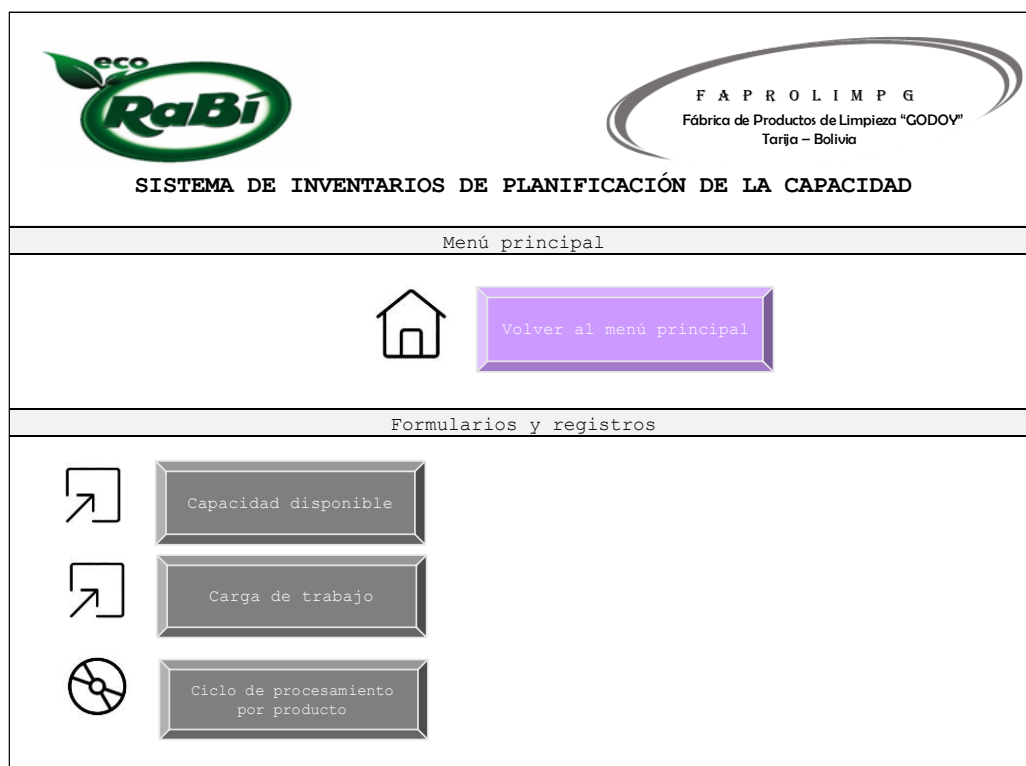 eco
RaBí
FAPROLIMPG
Fábrica de Productos de Limpieza “GODOY”
Tarija – Bolivia
SISTEMA DE INVENTARIOS DE PLANIFICACIÓN DE LA CAPACIDAD
Menú principal
Volver al menú principal
Formularios y registros
Capacidad disponible
Carga de trabajo
Ciclo de procesamiento
por producto